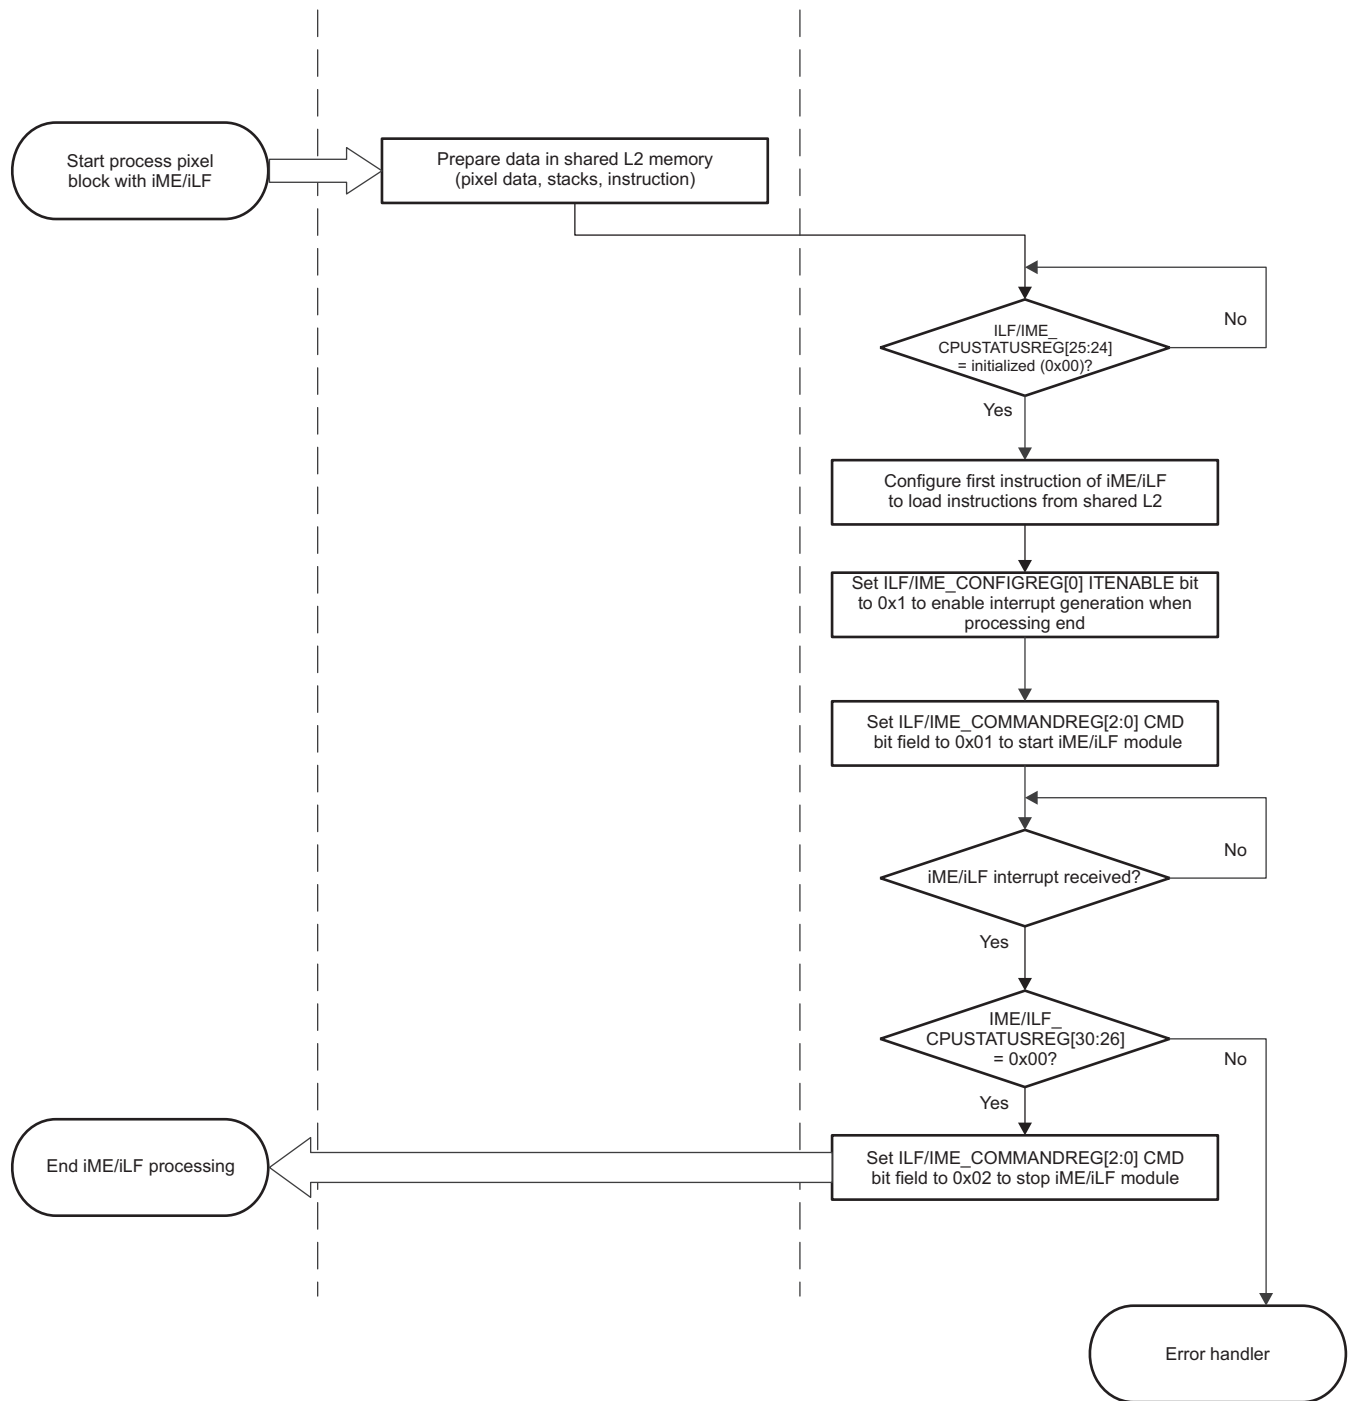 Start process pixel
block with iME/iLF
Prepare data in shared L2 memory
(pixel data, stacks, instruction)
ILF/IME_
CPUSTATUSREG[25:24]
= initialized (0x00)?
No
Yes
Configure first instruction of iME/iLF
to load instructions from shared L2
Set ILF/IME_CONFIGREG[0] ITENABLE bit
to 0x1 to enable interrupt generation when
processing end
Set ILF/IME_COMMANDREG[2:0] CMD
bit field to 0x01 to start iME/iLF module
iME/iLF interrupt received?
No
Yes
IME/ILF_
CPUSTATUSREG[30:26]
= 0x00?
No
Yes
Set ILF/IME_COMMANDREG[2:0] CMD
bit field to 0x02 to stop iME/iLF module
End iME/iLF processing
Error handler